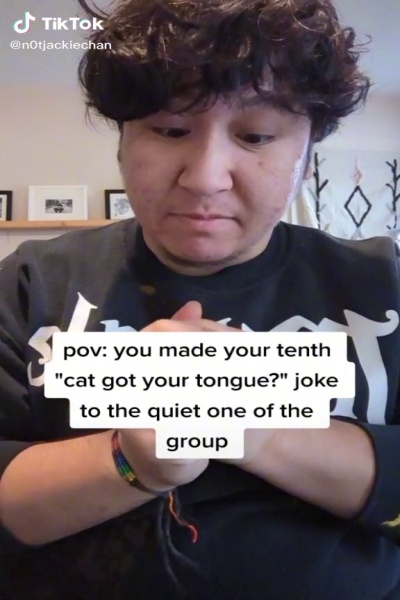 TikTok
@n0tjackiechan
pov: you made your tenth
"cat got your tongue?" joke
to the quiet one of the
group